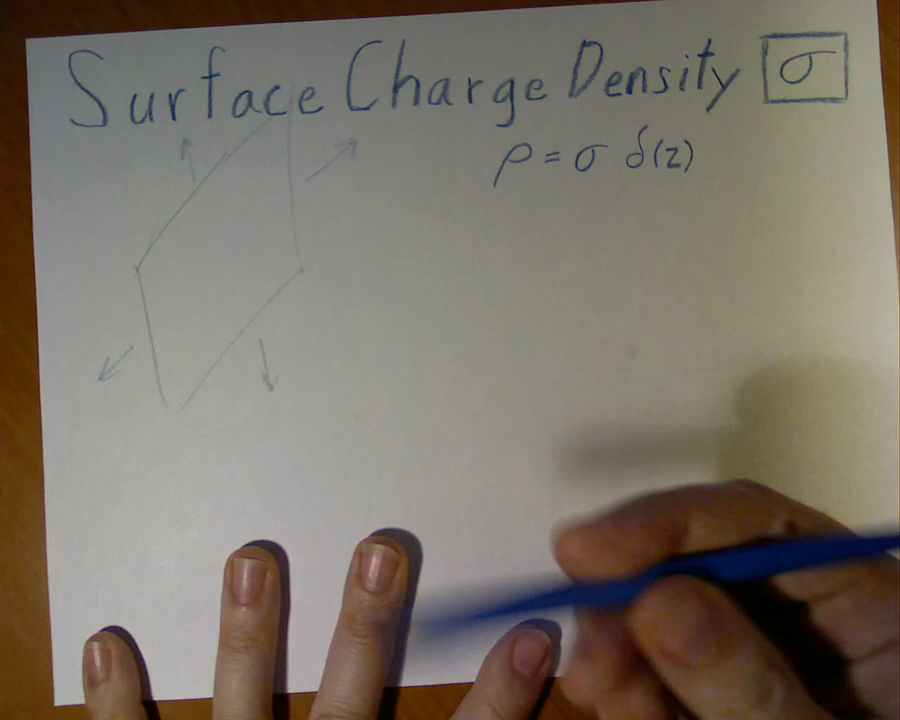 Surface Charge Density σ
ρ = σ δ(z)